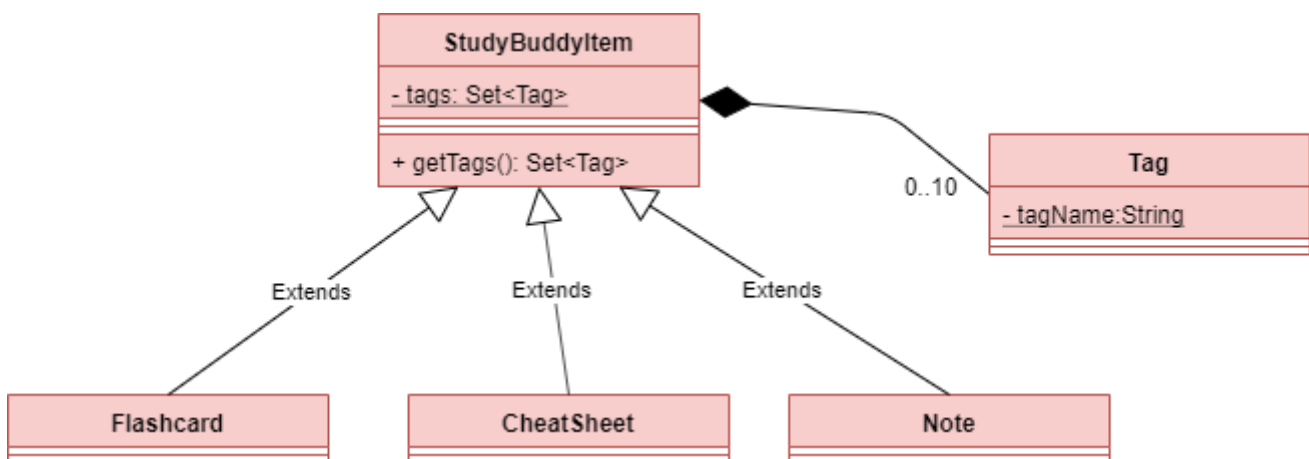 StudyBuddyItem
- tags: Set<Tag>
+ getTags(): Set<Tag>
0..10
Tag
- tagName:String
Extends
Extends
Extends
Flashcard
CheatSheet
Note